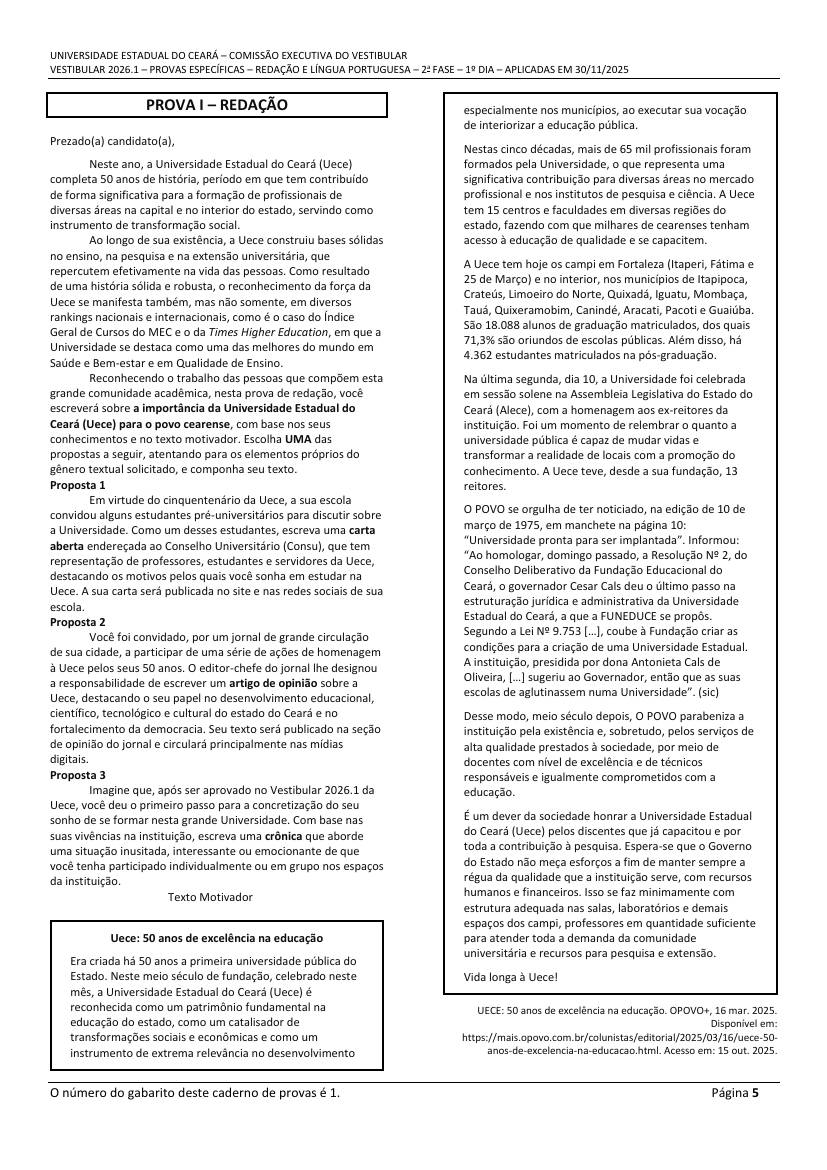 UNIVERSIDADE ESTADUAL DO CEARÁ – COMISSÃO EXECUTIVA DO VESTIBULAR
VESTIBULAR 2026.1 – PROVAS ESPECÍFICAS – REDAÇÃO E LÍNGUA PORTUGUESA – 2ª FASE – 1º DIA – APLICADAS EM 30/11/2025
PROVA I – REDAÇÃO
Prezado(a) candidato(a),
Neste ano, a Universidade Estadual do Ceará (Uece)
completa 50 anos de história, período em que tem contribuído
de forma significativa para a formação de profissionais de
diversas áreas na capital e no interior do estado, servindo como
instrumento de transformação social.
Ao longo de sua existência, a Uece construiu bases sólidas
no ensino, na pesquisa e na extensão universitária, que
repercutem efetivamente na vida das pessoas. Como resultado
de uma história sólida e robusta, o reconhecimento da força da
Uece se manifesta também, mas não somente, em diversos
rankings nacionais e internacionais, como é o caso do Índice
Geral de Cursos do MEC e o da Times Higher Education, em que a
Universidade se destaca como uma das melhores do mundo em
Saúde e Bem-estar e em Qualidade de Ensino.
Reconhecendo o trabalho das pessoas que compõem esta
grande comunidade acadêmica, nesta prova de redação, você
escreverá sobre a importância da Universidade Estadual do
Ceará (Uece) para o povo cearense, com base nos seus
conhecimentos e no texto motivador. Escolha UMA das
propostas a seguir, atentando para os elementos próprios do
gênero textual solicitado, e componha seu texto.
Proposta 1
Em virtude do cinquentenário da Uece, a sua escola
convidou alguns estudantes pré-universitários para discutir sobre
a Universidade. Como um desses estudantes, escreva uma carta
aberta endereçada ao Conselho Universitário (Consu), que tem
representação de professores, estudantes e servidores da Uece,
destacando os motivos pelos quais você sonha em estudar na
Uece. A sua carta será publicada no site e nas redes sociais de sua
escola.
Proposta 2
Você foi convidado, por um jornal de grande circulação
de sua cidade, a participar de uma série de ações de homenagem
à Uece pelos seus 50 anos. O editor-chefe do jornal lhe designou
a responsabilidade de escrever um artigo de opinião sobre a
Uece, destacando o seu papel no desenvolvimento educacional,
científico, tecnológico e cultural do estado do Ceará e no
fortalecimento da democracia. Seu texto será publicado na seção
de opinião do jornal e circulará principalmente nas mídias
digitais.
Proposta 3
Imagine que, após ser aprovado no Vestibular 2026.1 da
Uece, você deu o primeiro passo para a concretização do seu
sonho de se formar nesta grande Universidade. Com base nas
suas vivências na instituição, escreva uma crônica que aborde
uma situação inusitada, interessante ou emocionante de que
você tenha participado individualmente ou em grupo nos espaços
da instituição.
Texto Motivador
Uece: 50 anos de excelência na educação
Era criada há 50 anos a primeira universidade pública do
Estado. Neste meio século de fundação, celebrado neste
mês, a Universidade Estadual do Ceará (Uece) é
reconhecida como um patrimônio fundamental na
educação do estado, como um catalisador de
transformações sociais e econômicas e como um
instrumento de extrema relevância no desenvolvimento
especialmente nos municípios, ao executar sua vocação
de interiorizar a educação pública.
Nestas cinco décadas, mais de 65 mil profissionais foram
formados pela Universidade, o que representa uma
significativa contribuição para diversas áreas no mercado
profissional e nos institutos de pesquisa e ciência. A Uece
tem 15 centros e faculdades em diversas regiões do
estado, fazendo com que milhares de cearenses tenham
acesso à educação de qualidade e se capacitem.
A Uece tem hoje os campi em Fortaleza (Itaperi, Fátima e
25 de Março) e no interior, nos municípios de Itapipoca,
Crateús, Limoeiro do Norte, Quixadá, Iguatu, Mombaça,
Tauá, Quixeramobim, Canindé, Aracati, Pacoti e Guaiúba.
São 18.088 alunos de graduação matriculados, dos quais
71,3% são oriundos de escolas públicas. Além disso, há
4.362 estudantes matriculados na pós-graduação.
Na última segunda, dia 10, a Universidade foi celebrada
em sessão solene na Assembleia Legislativa do Estado do
Ceará (Alece), com a homenagem aos ex-reitores da
instituição. Foi um momento de relembrar o quanto a
universidade pública é capaz de mudar vidas e
transformar a realidade de locais com a promoção do
conhecimento. A Uece teve, desde a sua fundação, 13
reitores.
O POVO se orgulha de ter noticiado, na edição de 10 de
março de 1975, em manchete na página 10:
“Universidade pronta para ser implantada”. Informou:
“Ao homologar, domingo passado, a Resolução Nº 2, do
Conselho Deliberativo da Fundação Educacional do
Ceará, o governador Cesar Cals deu o último passo na
estruturação jurídica e administrativa da Universidade
Estadual do Ceará, a que a FUNEDUCE se propôs.
Segundo a Lei Nº 9.753 […], coube à Fundação criar as
condições para a criação de uma Universidade Estadual.
A instituição, presidida por dona Antonieta Cals de
Oliveira, […] sugeriu ao Governador, então que as suas
escolas de aglutinassem numa Universidade”. (sic)
Desse modo, meio século depois, O POVO parabeniza a
instituição pela existência e, sobretudo, pelos serviços de
alta qualidade prestados à sociedade, por meio de
docentes com nível de excelência e de técnicos
responsáveis e igualmente comprometidos com a
educação.
É um dever da sociedade honrar a Universidade Estadual
do Ceará (Uece) pelos discentes que já capacitou e por
toda a contribuição à pesquisa. Espera-se que o Governo
do Estado não meça esforços a fim de manter sempre a
régua da qualidade que a instituição serve, com recursos
humanos e financeiros. Isso se faz minimamente com
estrutura adequada nas salas, laboratórios e demais
espaços dos campi, professores em quantidade suficiente
para atender toda a demanda da comunidade
universitária e recursos para pesquisa e extensão.
Vida longa à Uece!
UECE: 50 anos de excelência na educação. OPOVO+, 16 mar. 2025.
Disponível em:
https://mais.opovo.com.br/colunistas/editorial/2025/03/16/uece-50-
anos-de-excelencia-na-educacao.html. Acesso em: 15 out. 2025.
O número do gabarito deste caderno de provas é 1.
Página 5